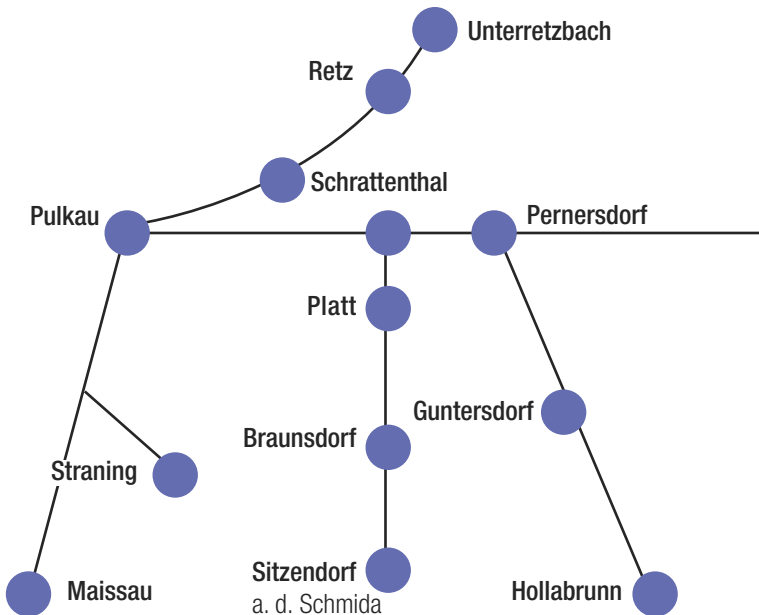 Unterretzbach
Retz
Schrattenthal
Pulkau
Pernersdorf
Platt
Guntersdorf
Braunsdorf
Straning
Sitzendorf
a. d. Schmida
Maissau
Hollabrunn